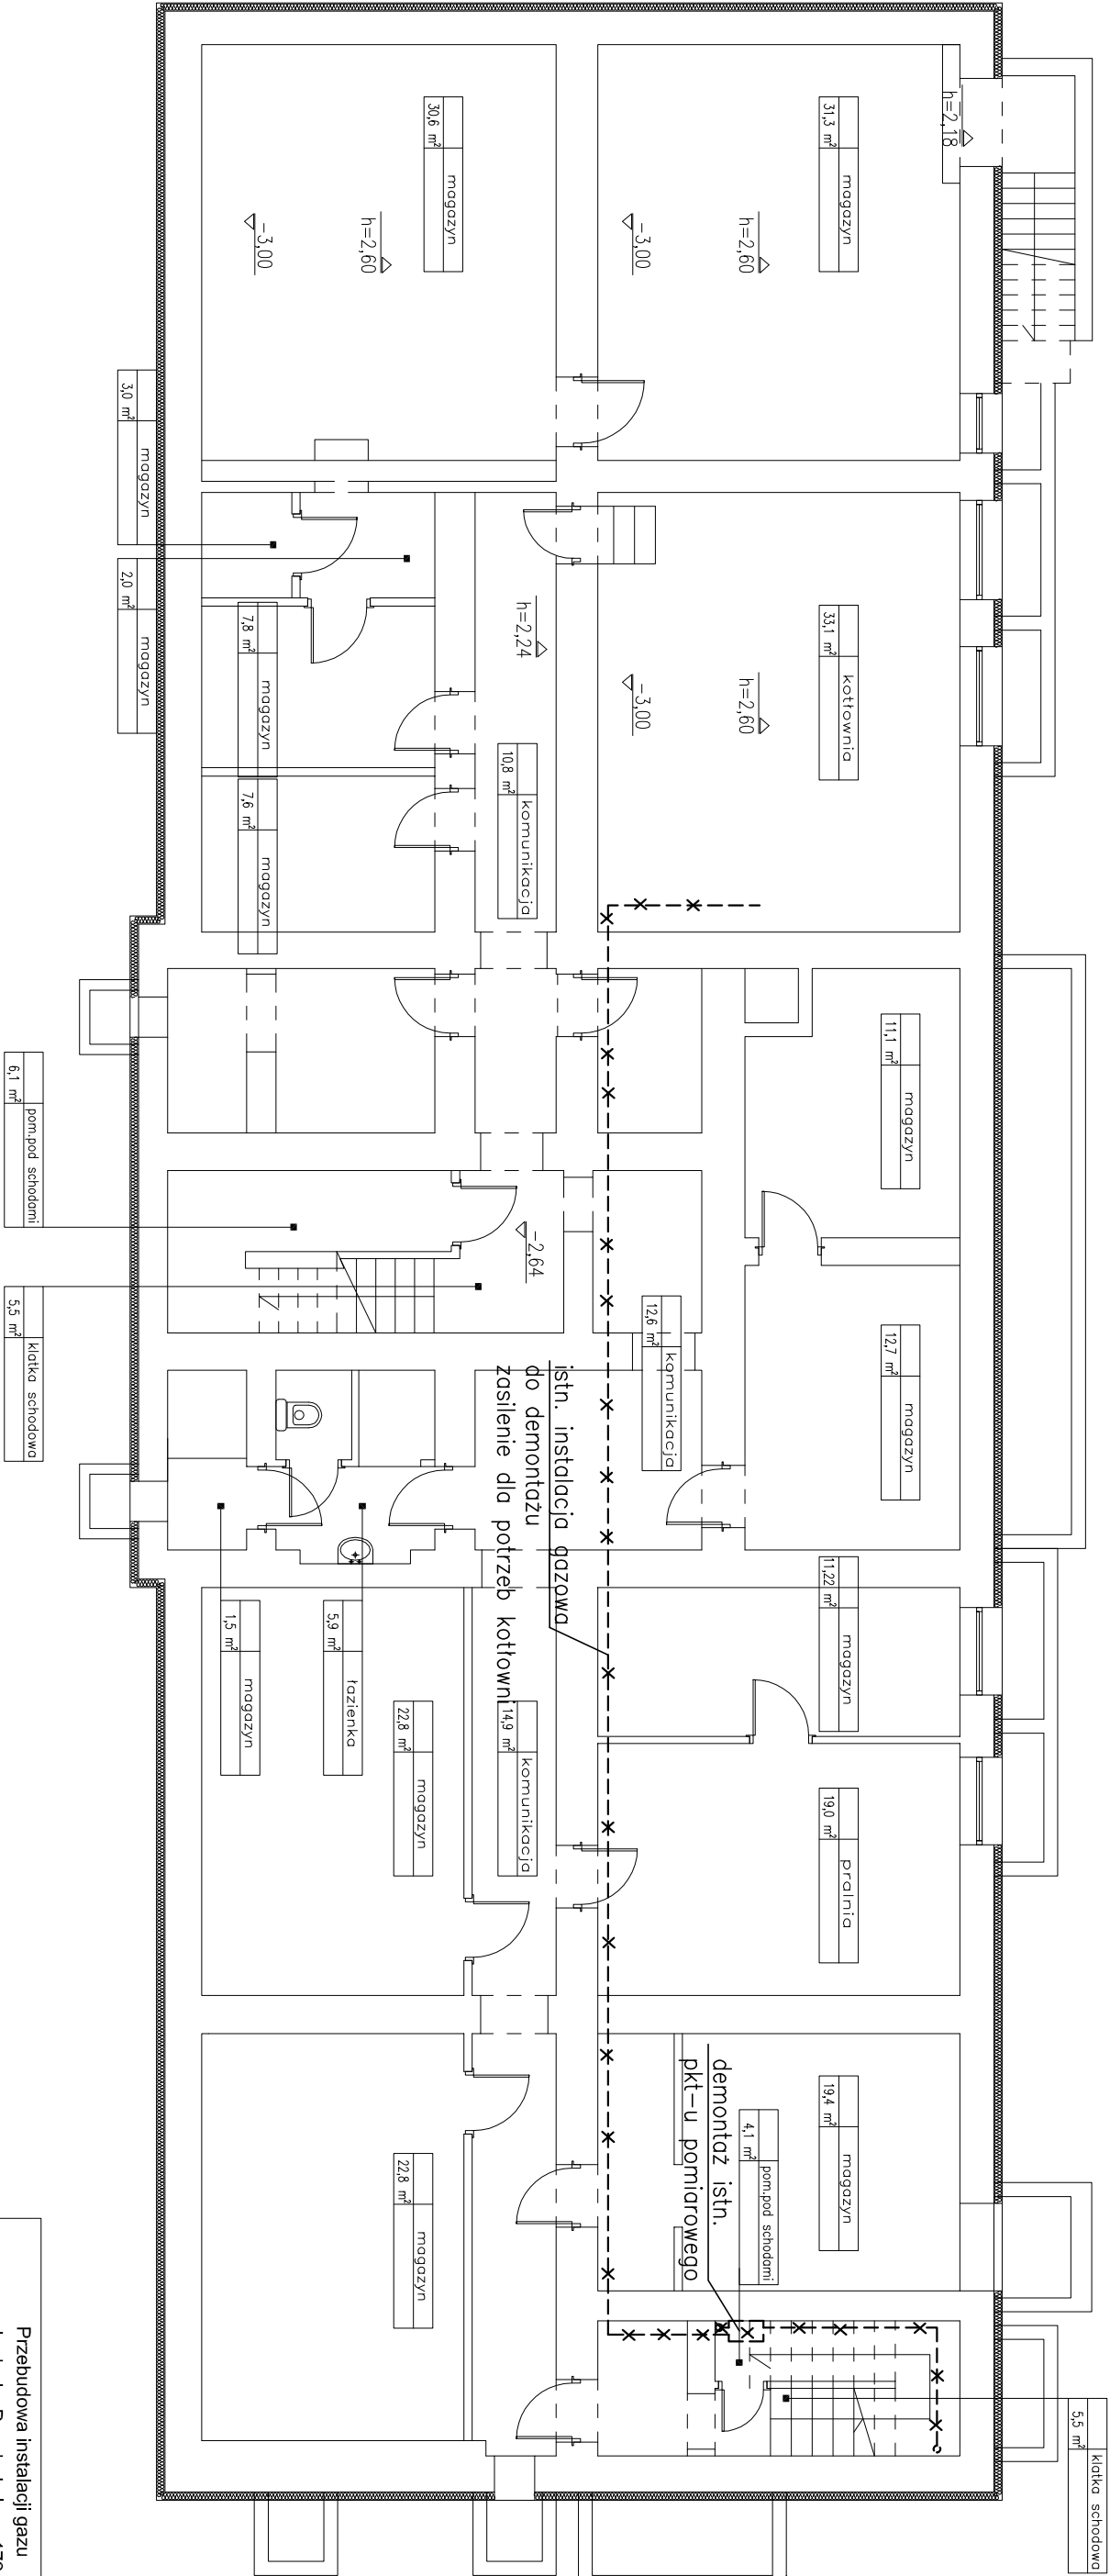 h=2,18
31,3 m² magazyn
h=2,60
-3,00
30,6 m² magazyn
h=2,60
-3,00
3,0 m² magazyn
2,0 m² magazyn
33,1 m² kotłownia
h=2,60
-3,00
h=2,24
10,8 m² komunikacja
7,8 m² magazyn
7,6 m² magazyn
11,1 m² magazyn
12,7 m² magazyn
12,6 m² komunikacja
-2,64
6,1 m² pom.pod schodami
5,5 m² klatka schodowa
istn. instalacja gazowa
do demontażu
zasilenie dla potrzeb kotłowni
11,22 m² magazyn
19,0 m² pralnia
14,9 m² komunikacja
22,8 m² magazyn
5,9 m² łazienka
1,5 m² magazyn
19,4 m² magazyn
4,1 m² pom.pod schodami
demontaż istn.
pkt-u pomiarowego
22,8 m² magazyn
5,5 m² klatka schodowa
Przebudowa instalacji gazu